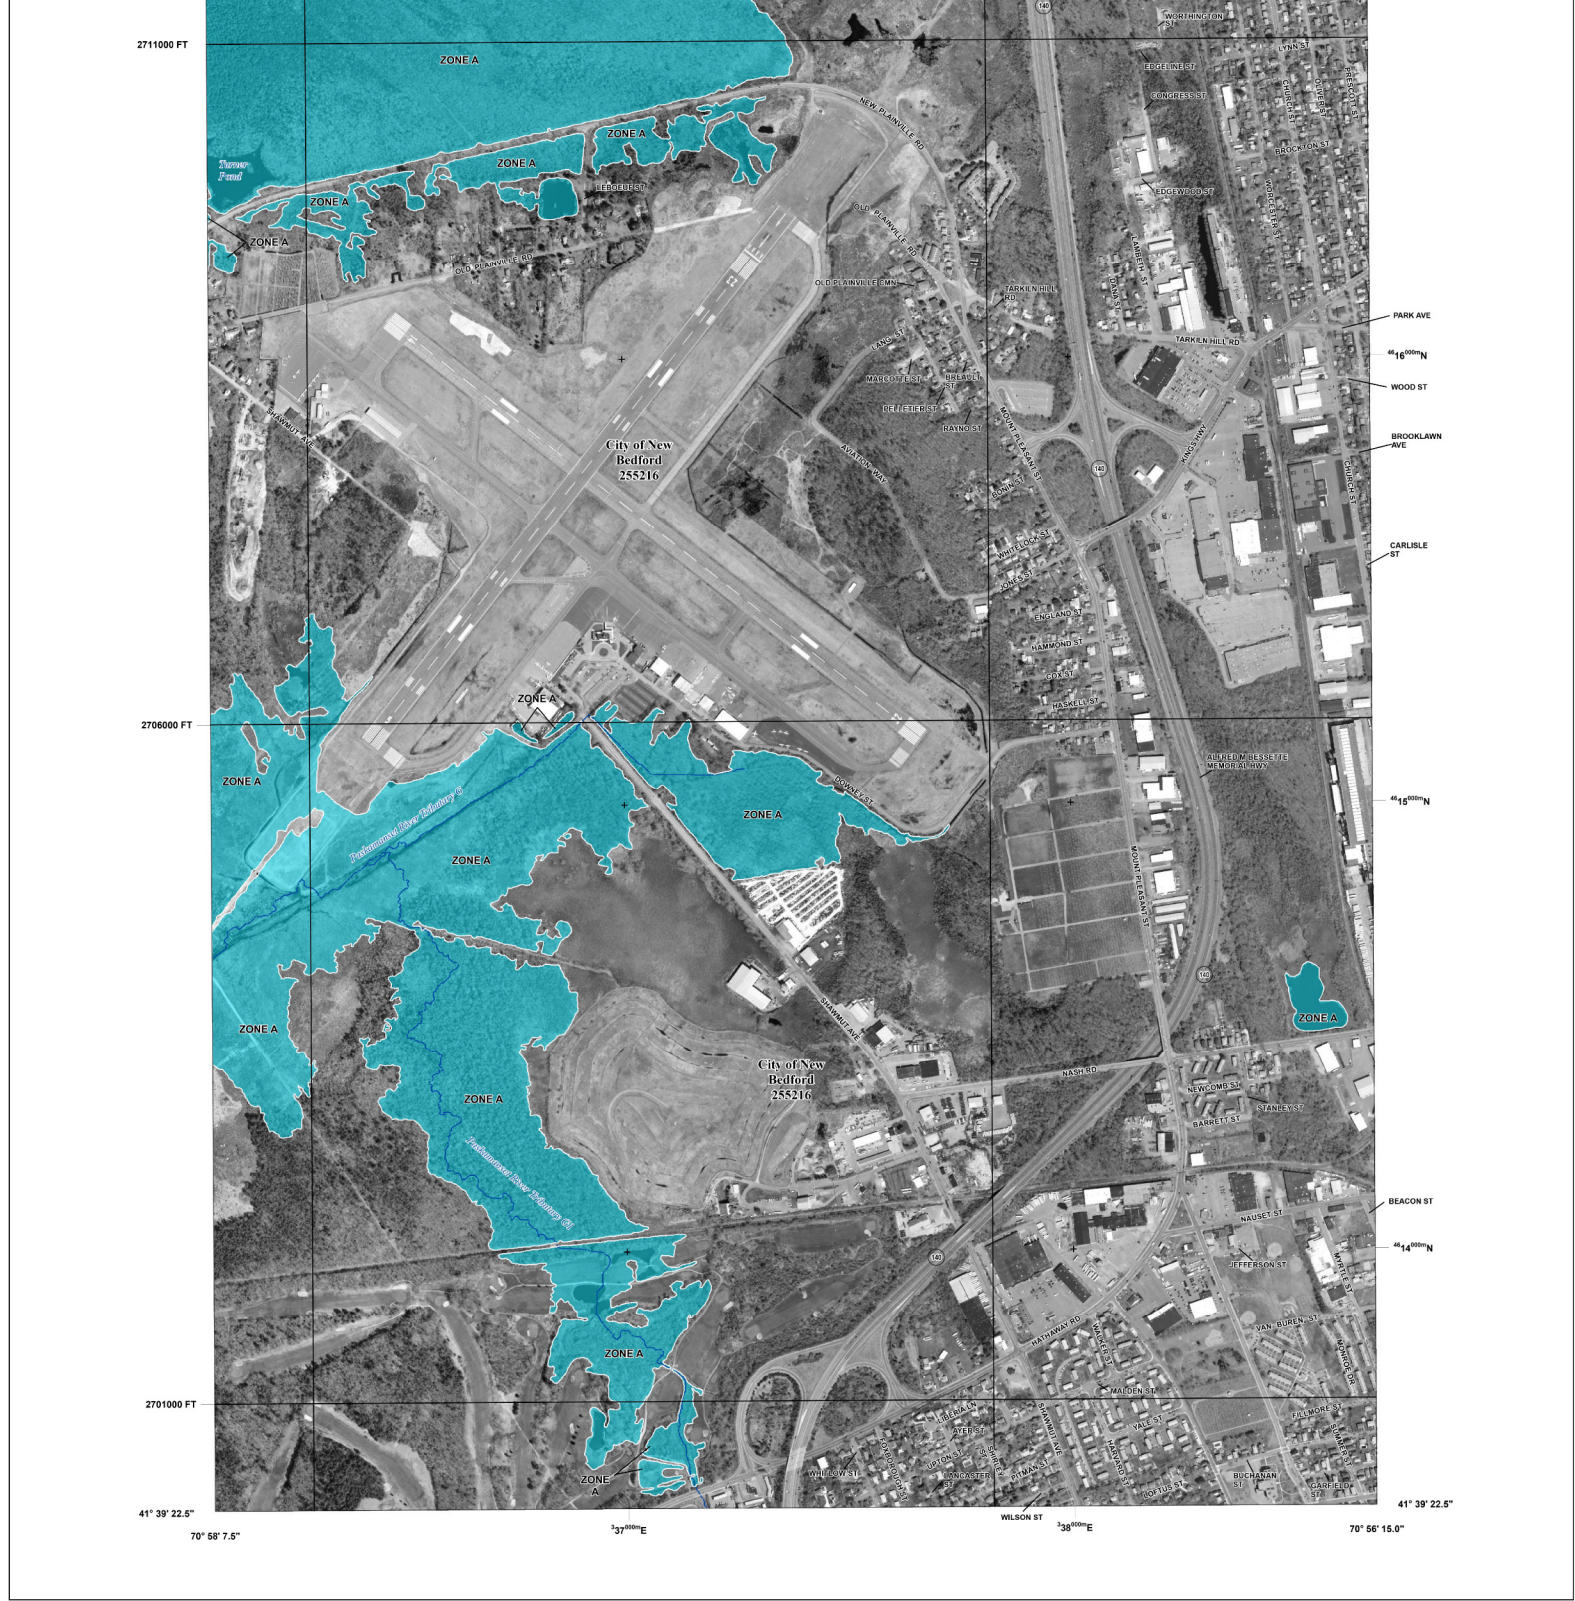 140
WORTHINGTON
ST
2711000 FT
LYNN ST
ZONE A
EDGELINE ST
PRESCOTT ST
OLIVER ST
CHURCH ST
CONGRESS ST
NEW PLAINVILLE RD
ZONE A
BROCKTON ST
ZONE A
Turner
Pond
LEBOEUF ST
EDGEWOOD ST
WORCESTER ST
ZONE A
OLD PLAINVILLE RD
ZONE A
LAMBETH ST
OLD PLAINVILLE RD
DANA ST
OLD PLAINVILLE CMN
TARKILN HILL
RD
PARK AVE
LANG ST
TARKILN HILL RD
4616000mN
MARCOTTE ST
BREAULT
ST
WOOD ST
PELLETIER ST
SHAWMUT AVE
RAYNO ST
MOUNT PLEASANT ST
KINGS HWY
BROOKLAWN
AVE
City of New
Bedford
255216
AVIATION WAY
140
CHURCH ST
BONIN ST
WHITELOCK ST
CARLISLE
ST
JONES ST
ENGLAND ST
HAMMOND ST
COX ST
ZONE A
HASKELL ST
2706000 FT
ALFRED M BESSETTE
MEMORIAL HWY
ZONE A
DOWNEY ST
4615000mN
ZONE A
Paskamanset River Tributary 6
ZONE A
MOUNT PLEASANT ST
140
SHAWMUT AVE
ZONE A
ZONE A
City of New
Bedford
255216
NASH RD
NEWCOMB ST
ZONE A
STANLEY ST
BARRETT ST
Paskamanset River Tributary 6A
BEACON ST
NAUSET ST
140
4614000mN
JEFFERSON ST
MYRTLE ST
VAN BUREN ST
HATHAWAY RD
WALKER ST
ZONE A
MONROE DR
MALDEN ST
2701000 FT
LIBERIA LN
FILLMORE ST
AYER ST
YALE ST
SHAWMUT AVE
SUMNER ST
UPTON ST
SHIRLEY
ST
HARVARD ST
FOXBOROUGH ST
WHITLOW ST
PITMAN ST
LANCASTER
ST
BUCHANAN
ST
ZONE
A
LOFTUS ST
GARFIELD
ST
41° 39' 22.5"
41° 39' 22.5"
WILSON ST
70° 58' 7.5"
337000mE
338000mE
70° 56' 15.0"